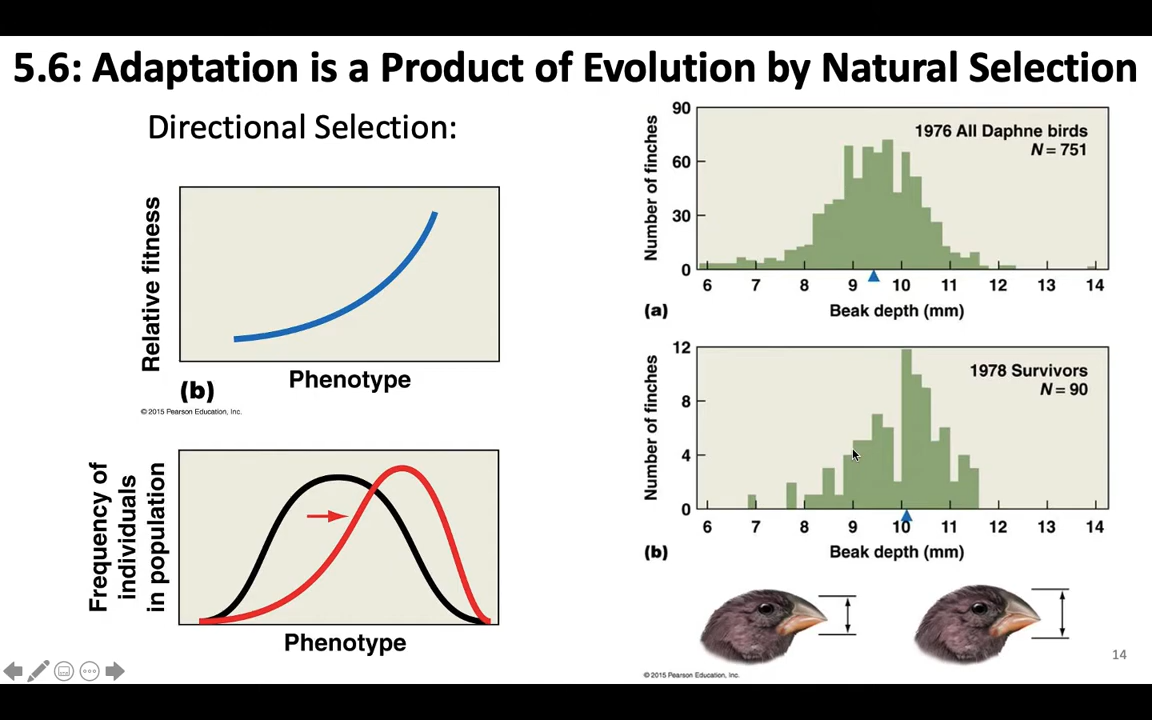 5.6: Adaptation is a Product of Evolution by Natural Selection
Directional Selection:
Relative fitness
Phenotype
(b)
© 2015 Pearson Education, Inc.
Frequency of
individuals
in population
Phenotype
90
60
30
0
Number of finches
1976 All Daphne birds
N = 751
6 7 8 9 10 11 12 13 14
(a)
Beak depth (mm)
12
8
4
0
Number of finches
1978 Survivors
N = 90
6 7 8 9 10 11 12 13 14
(b)
Beak depth (mm)
© 2015 Pearson Education, Inc.
14